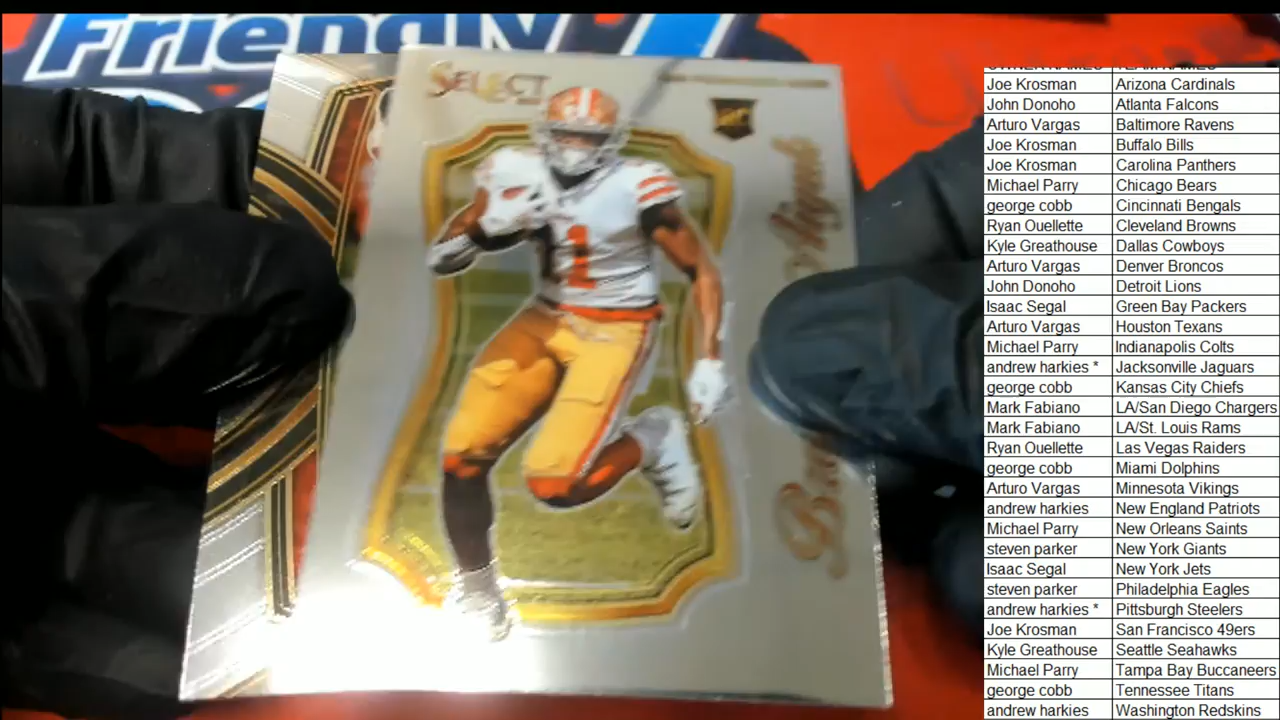 Friendly
SELECT
RC
1
OWNER NAMES TEAM NAMES
Joe Krosman Arizona Cardinals
John Donoho Atlanta Falcons
Arturo Vargas Baltimore Ravens
Joe Krosman Buffalo Bills
Joe Krosman Carolina Panthers
Michael Parry Chicago Bears
george cobb Cincinnati Bengals
Ryan Ouellette Cleveland Browns
Kyle Greathouse Dallas Cowboys
Arturo Vargas Denver Broncos
John Donoho Detroit Lions
Isaac Segal Green Bay Packers
Arturo Vargas Houston Texans
Michael Parry Indianapolis Colts
andrew harkies * Jacksonville Jaguars
george cobb Kansas City Chiefs
Mark Fabiano LA/San Diego Chargers
Mark Fabiano LA/St. Louis Rams
Ryan Ouellette Las Vegas Raiders
george cobb Miami Dolphins
Arturo Vargas Minnesota Vikings
andrew harkies New England Patriots
Michael Parry New Orleans Saints
steven parker New York Giants
Isaac Segal New York Jets
steven parker Philadelphia Eagles
andrew harkies * Pittsburgh Steelers
Joe Krosman San Francisco 49ers
Kyle Greathouse Seattle Seahawks
Michael Parry Tampa Bay Buccaneers
george cobb Tennessee Titans
andrew harkies Washington Redskins